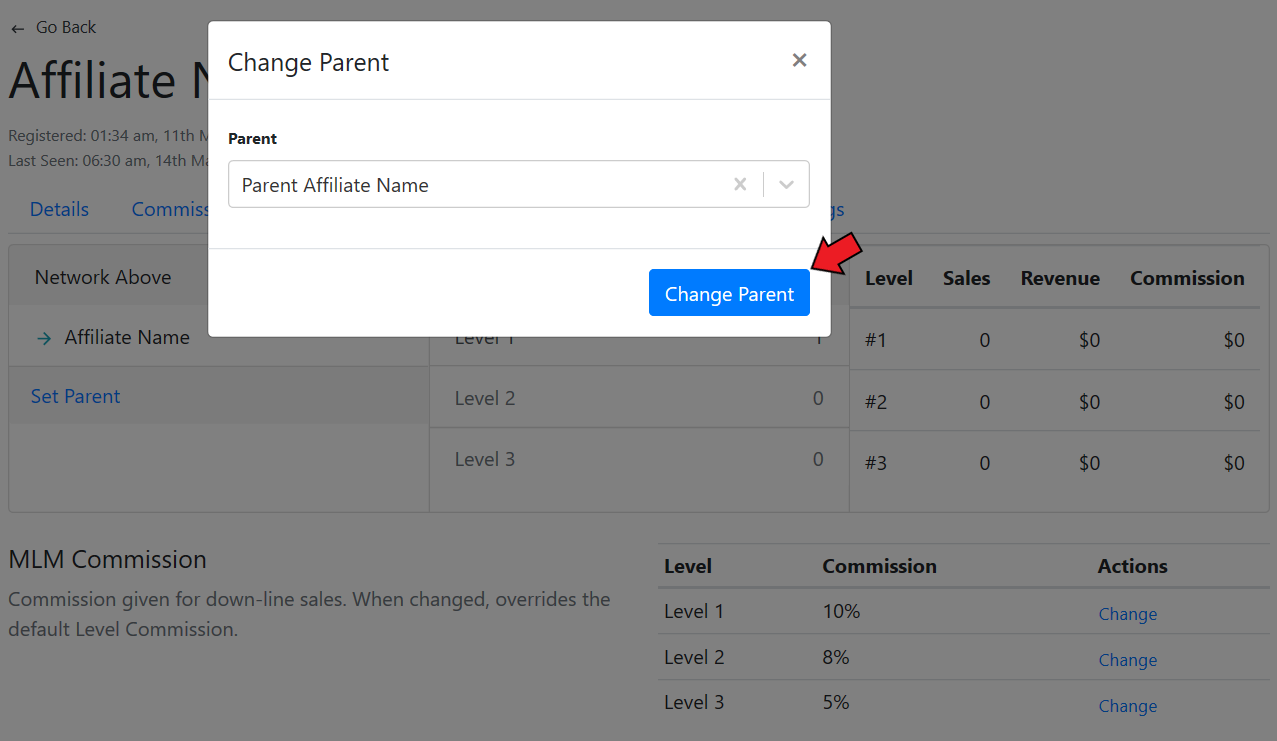 ← Go Back
Affiliate
Registered: 01:34 am, 11th
Last Seen: 06:30 am, 14th
Details
Change Parent ×
Parent
Parent Affiliate Name
Change Parent
Network Above
→ Affiliate Name
Set Parent
Level 1 1
Level 2 0
Level 3 0
Level Sales Revenue Commission
#1 0 $0 $0
#2 0 $0 $0
#3 0 $0 $0
MLM Commission
Commission given for down-line sales. When changed, overrides the
default Level Commission.
Level Commission Actions
Level 1 10% Change
Level 2 8% Change
Level 3 5% Change